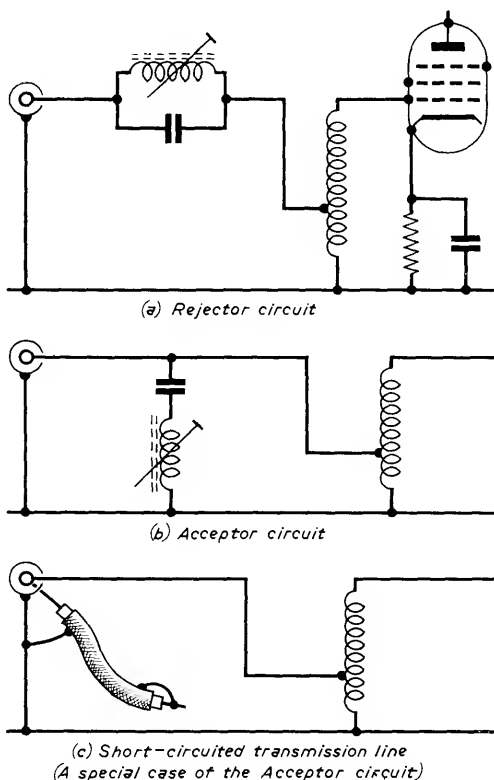 (a) Rejector circuit
(b) Acceptor circuit
(c) Short-circuited transmission line
(A special case of the Acceptor circuit)